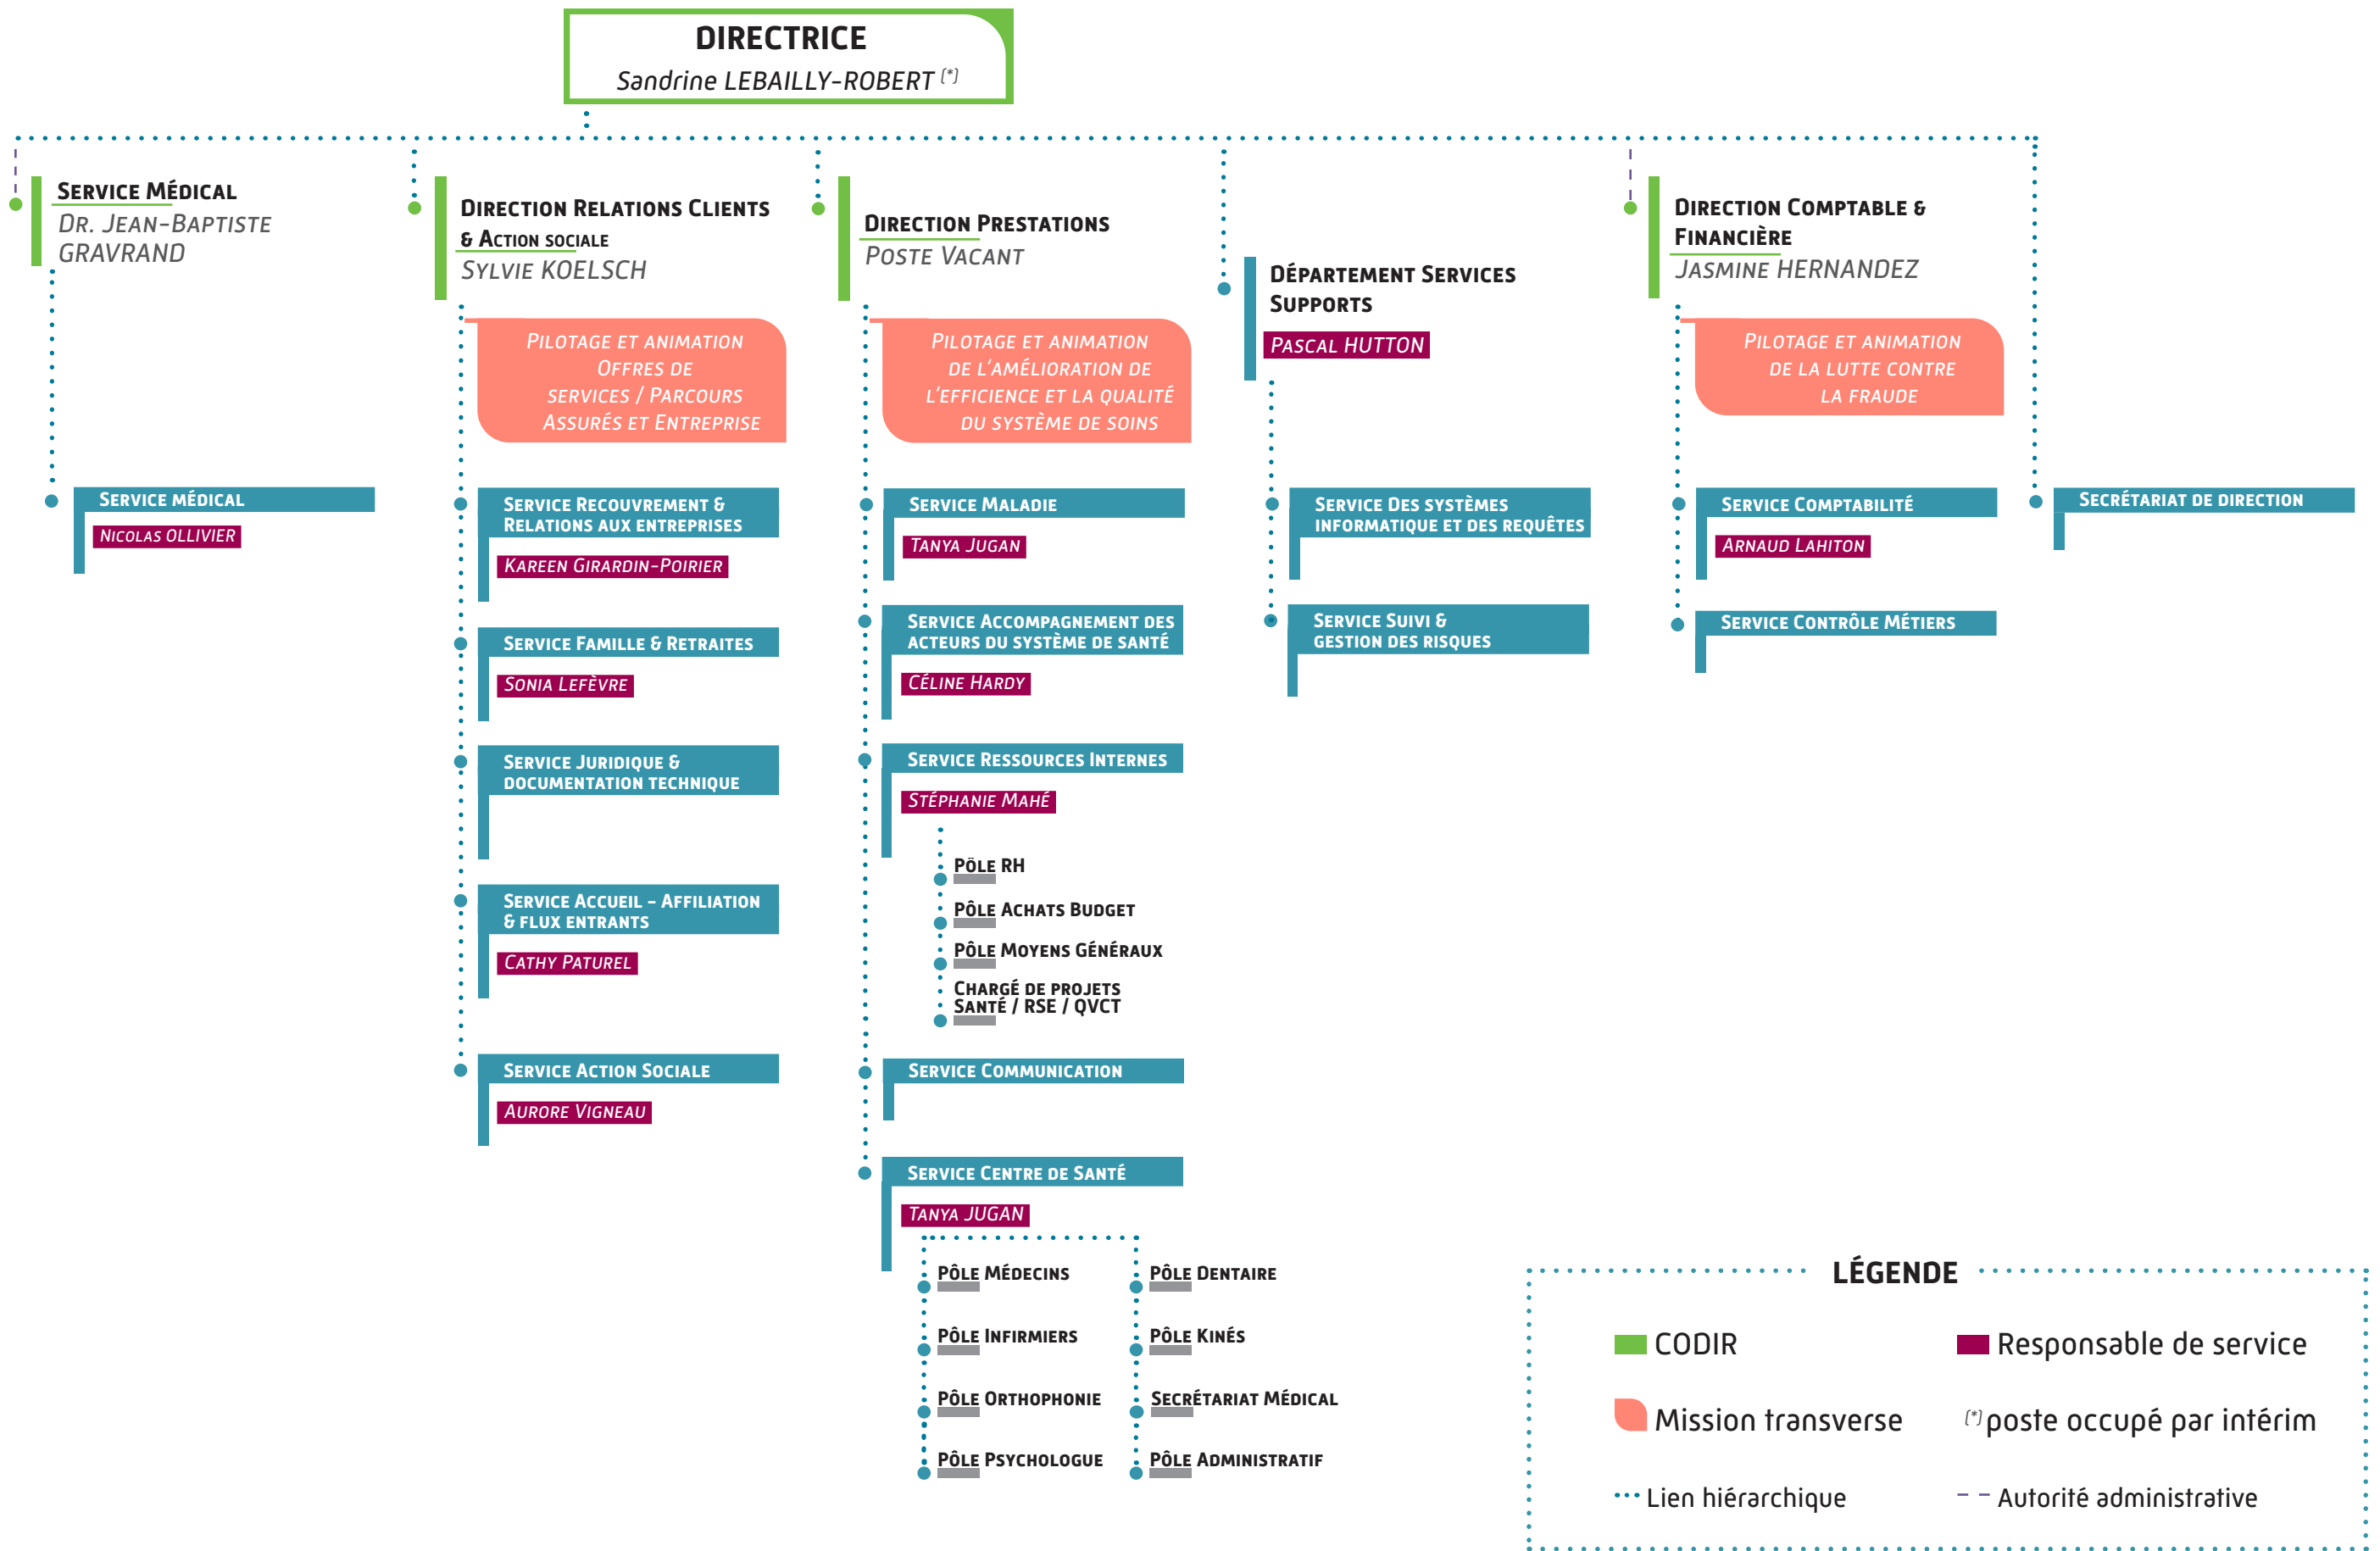 DIRECTRICE
Sandrine LEBAILLY-ROBERT (*)
Service Médical
Dr. Jean-Baptiste
GRAVRAND
Service médical
Nicolas OLLIVIER
Direction Relations Clients
& Action sociale
Sylvie KOELSCH
Pilotage et animation
Offres de
services / Parcours
Assurés et Entreprise
Service Recouvrement &
Relations aux entreprises
Kareen Girardin-Poirier
Service Famille & Retraites
Sonia Lefèvre
Service Juridique &
documentation technique
Service Accueil - Affiliation
& flux entrants
Cathy Paturel
Service Action Sociale
Aurore Vigneau
Direction Prestations
Poste Vacant
Pilotage et animation
de l'amélioration de
l'efficience et la qualité
du système de soins
Service Maladie
Tanya Jugan
Service Accompagnement des
acteurs du système de santé
Céline Hardy
Service Ressources Internes
Stéphanie Mahé
Pôle RH
Pôle Achats Budget
Pôle Moyens Généraux
Chargé de projets
Santé / RSE / QVCT
Service Communication
Service Centre de Santé
Tanya JUGAN
Pôle Médecins
Pôle Infirmiers
Pôle Orthophonie
Pôle Psychologue
Pôle Dentaire
Pôle Kinés
Secrétariat Médical
Pôle Administratif
Département Services
Supports
Pascal HUTTON
Service Des systèmes
informatique et des requêtes
Service Suivi &
gestion des risques
Direction Comptable &
Financière
Jasmine HERNANDEZ
Pilotage et animation
de la lutte contre
la fraude
Service Comptabilité
Arnaud Lahiton
Service Contrôle Métiers
Secrétariat de direction
LÉGENDE
CODIR
Responsable de service
Mission transverse
(*) poste occupé par intérim
Lien hiérarchique
Autorité administrative